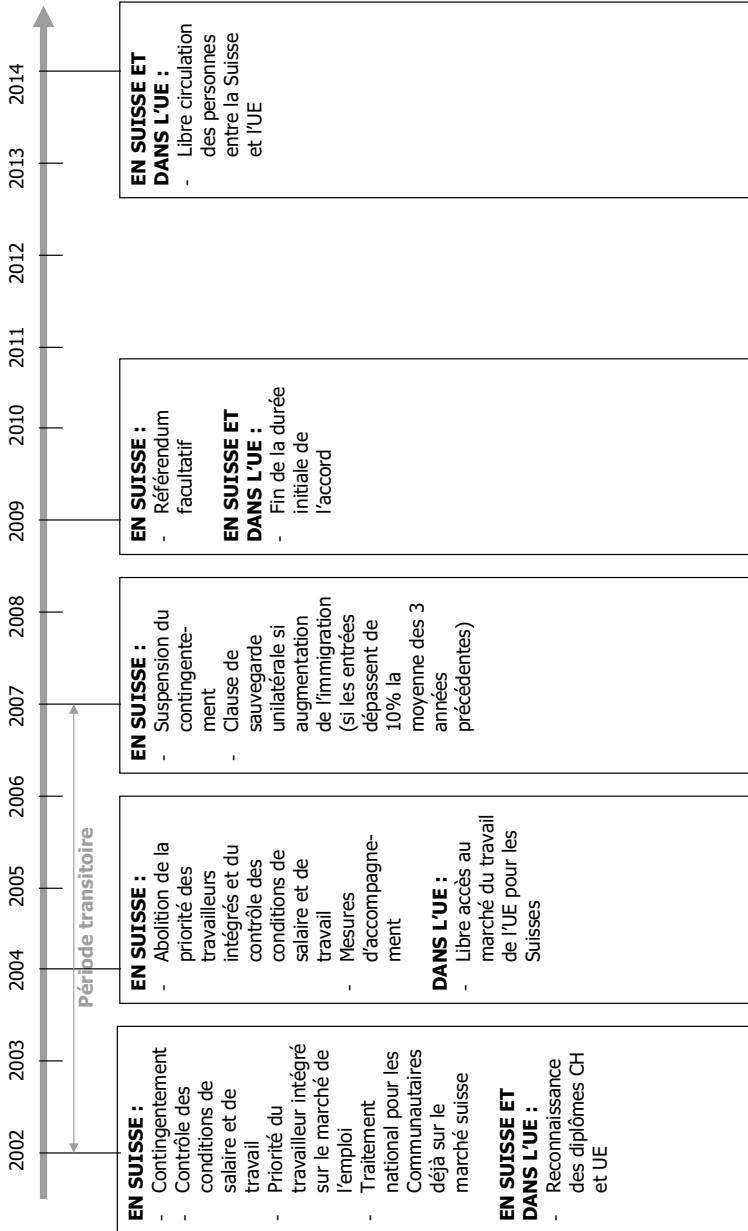 2002
2003
2004
2005
2006
2007
2008
2009
2010
2011
2012
2013
2014
Période transitoire
EN SUISSE :
- Contingentement
- Contrôle des
conditions de
salaire et de
travail
- Priorité du
travailleur intégré
sur le marché de
l'emploi
- Traitement
national pour les
Communautaires
déjà sur le
marché suisse
EN SUISSE ET
DANS L'UE :
- Reconnaissance
des diplômes CH
et UE
EN SUISSE :
- Abolition de la
priorité des
travailleurs
intégrés et du
contrôle des
conditions de
salaire et de
travail
- Mesures
d'accompagne-
ment
DANS L'UE :
- Libre accès au
marché du travail
de l'UE pour les
Suisses
EN SUISSE :
- Suspension du
contingente-
ment
- Clause de
sauvegarde
unilatérale si
augmentation
de l'immigration
(si les entrées
dépassent de
10% la
moyenne des 3
années
précédentes)
EN SUISSE :
- Référendum
facultatif
EN SUISSE ET
DANS L'UE :
- Fin de la durée
initiale de
l'accord
EN SUISSE ET
DANS L'UE :
- Libre circulation
des personnes
entre la Suisse
et l'UE